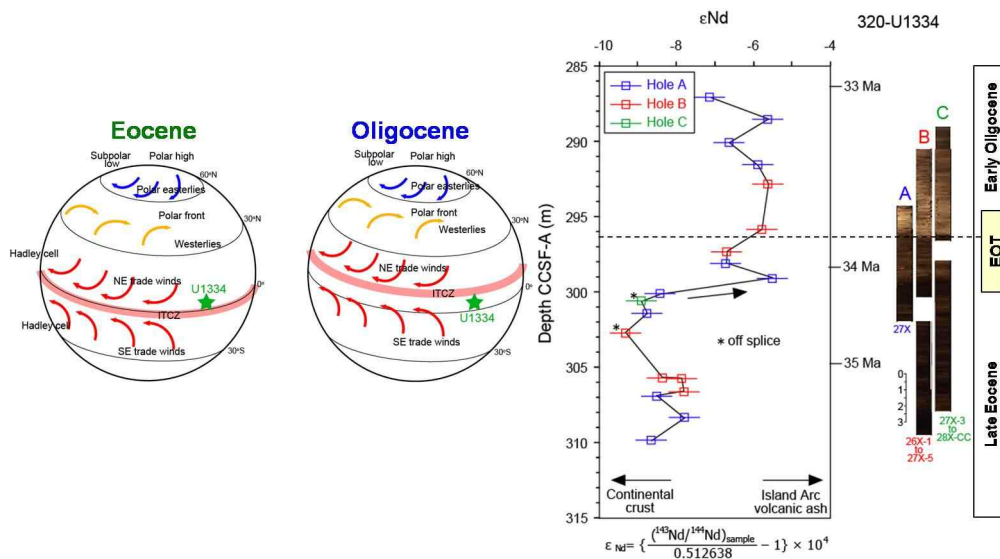 Eocene
Subpolar low
Polar high
60°N
Polar easterlies
Polar front
30°N
Westerlies
Hadley cell
NE trade winds
U1334
0°
ITCZ
Hadley cell
SE trade winds
30°S
Oligocene
Subpolar low
Polar high
60°N
Polar easterlies
Polar front
30°N
Westerlies
NE trade winds
ITCZ
0°
U1334
SE trade winds
30°S
εNd
-10 -8 -6 -4
Depth CCSF-A (m)
285
290
295
300
305
310
315
Hole A
Hole B
Hole C
*
*
* off splice
Continental crust
Island Arc volcanic ash
33 Ma
34 Ma
35 Ma
ε Nd= { (¹⁴³Nd/¹⁴⁴Nd)sample / 0.512638 − 1 } × 10⁴
320-U1334
A
B
C
27X
0
1
2
3
26X-1
to
27X-5
27X-3
to
28X-CC
Early Oligocene
EOT
Late Eocene